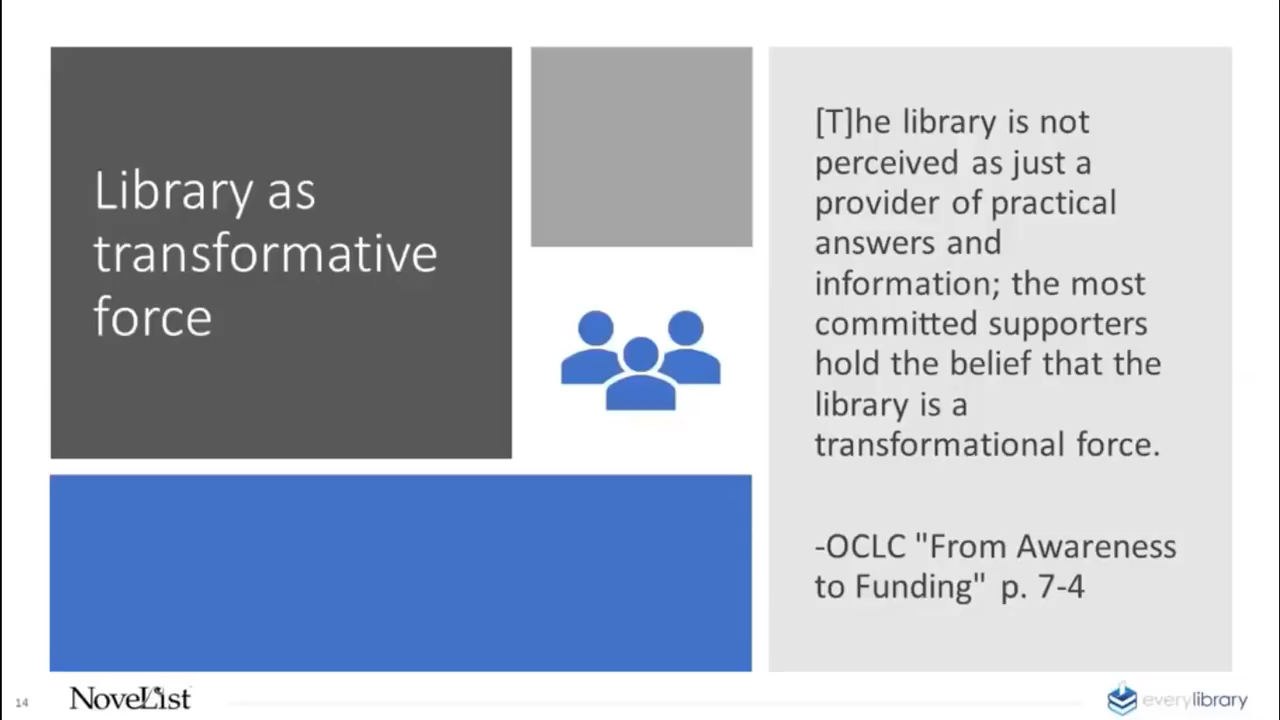 Library as
transformative
force
[T]he library is not
perceived as just a
provider of practical
answers and
information; the most
committed supporters
hold the belief that the
library is a
transformational force.
-OCLC "From Awareness
to Funding" p. 7-4
14
NoveList
everylibrary